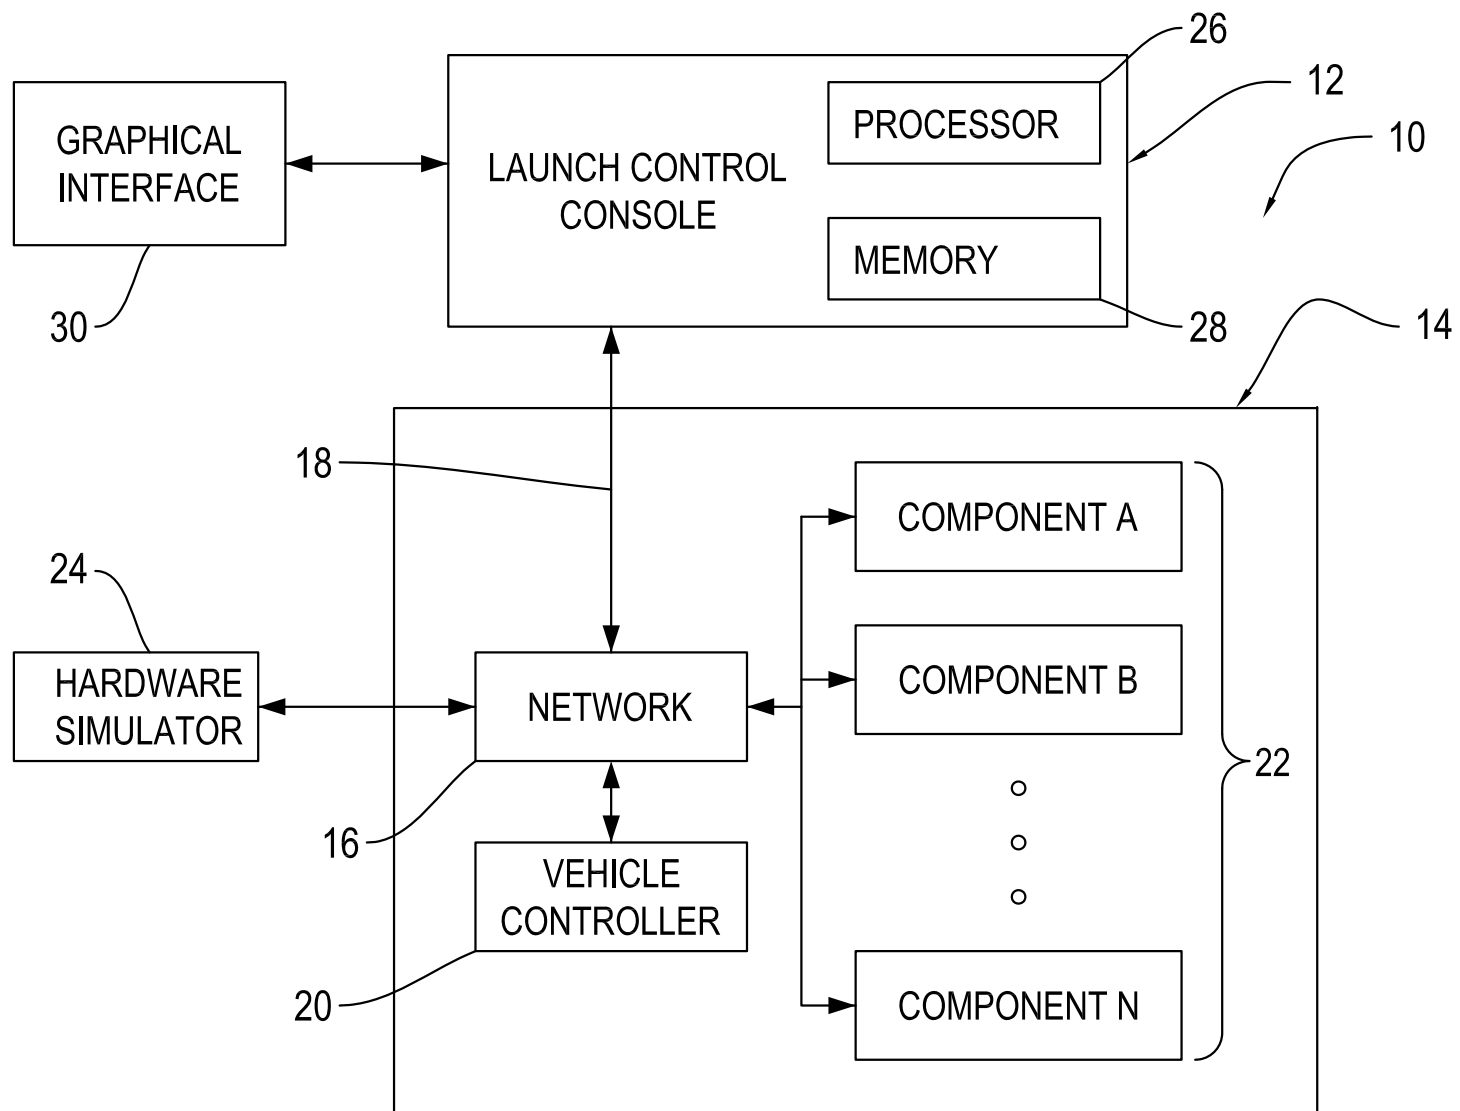 26
12
10
PROCESSOR
GRAPHICAL
INTERFACE
LAUNCH CONTROL
CONSOLE
MEMORY
30
28
14
18
COMPONENT A
24
HARDWARE
SIMULATOR
NETWORK
COMPONENT B
22
16
VEHICLE
CONTROLLER
20
COMPONENT N